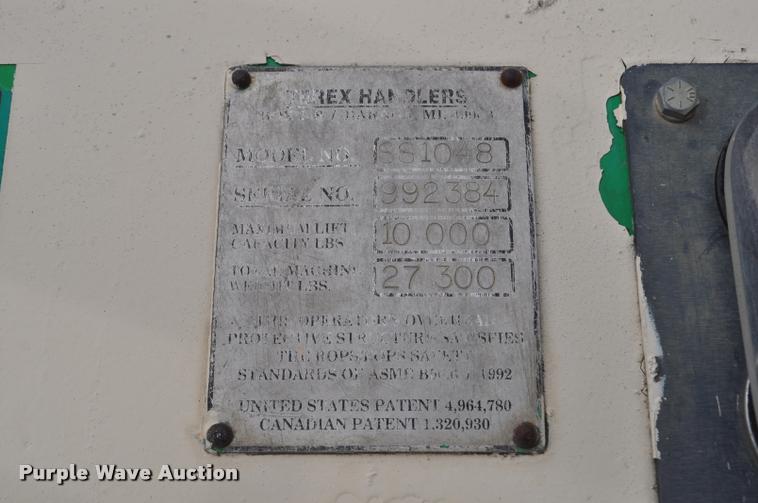 TEREX HANDLERS
MODEL NO. SS1048
SERIAL NO. 992384
MAXIMUM LIFT
CAPACITY LBS 10 000
TOTAL MACHINE
WEIGHT LBS. 27 300
OPERATORS OVERHEAD
PROTECTIVE STRUCTURE SATISFIES
THE ROPS/FOPS SAFETY
STANDARDS OF ASME 1992
UNITED STATES PATENT 4,964,780
CANADIAN PATENT 1,320,930
Purple Wave Auction